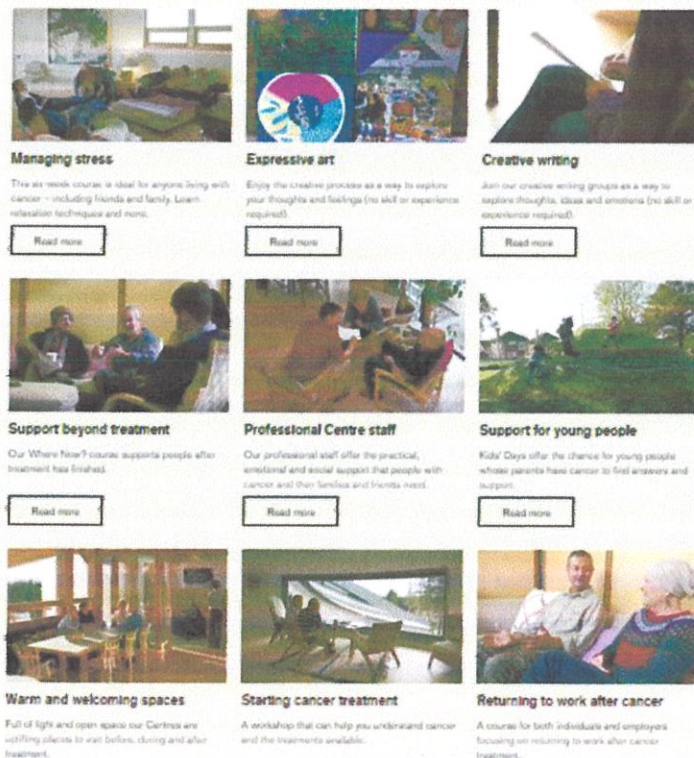 Managing stress
This six week course is ideal for anyone living with
cancer – including friends and family. Learn
relaxation techniques and more.
Read more
Expressive art
Enjoy the creative process as a way to explore
your thoughts and feelings (no skill or experience
required).
Read more
Creative writing
Join our creative writing groups as a way to
explore thoughts, ideas and emotions (no skill or
experience required).
Read more
Support beyond treatment
Our Where Now? course supports people after
treatment has finished.
Read more
Professional Centre staff
Our professional staff offer the practical,
emotional and social support that people with
cancer and their families and friends need.
Read more
Support for young people
Kids' Days offer the chance for young people
whose parents have cancer to find answers and
support.
Read more
Warm and welcoming spaces
Full of light and open space our Centres are
uplifting places to visit before, during and after
treatment.
Starting cancer treatment
A workshop that can help you understand cancer
and the treatments available.
Returning to work after cancer
A course for both individuals and employers
focusing on returning to work after cancer
treatment.